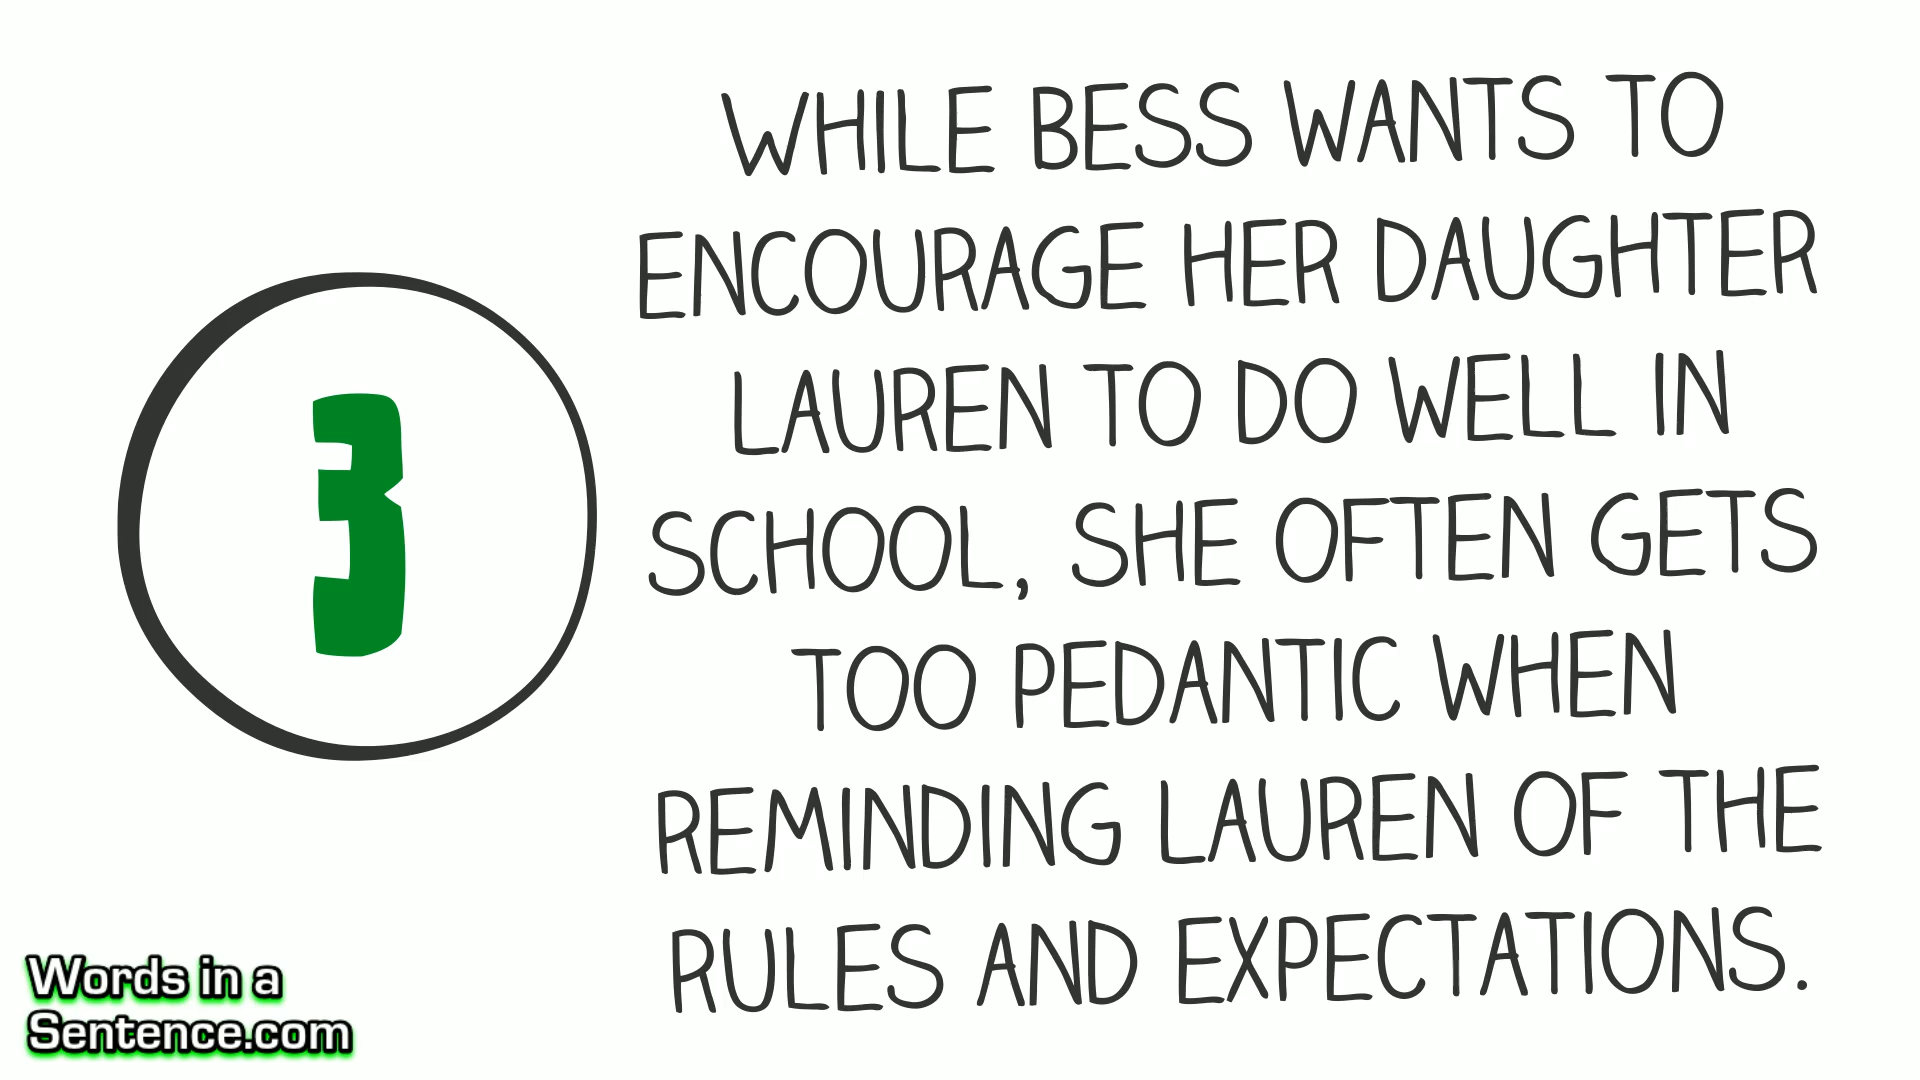 3
WHILE BESS WANTS TO
ENCOURAGE HER DAUGHTER
LAUREN TO DO WELL IN
SCHOOL, SHE OFTEN GETS
TOO PEDANTIC WHEN
REMINDING LAUREN OF THE
RULES AND EXPECTATIONS.
Words in a
Sentence.com